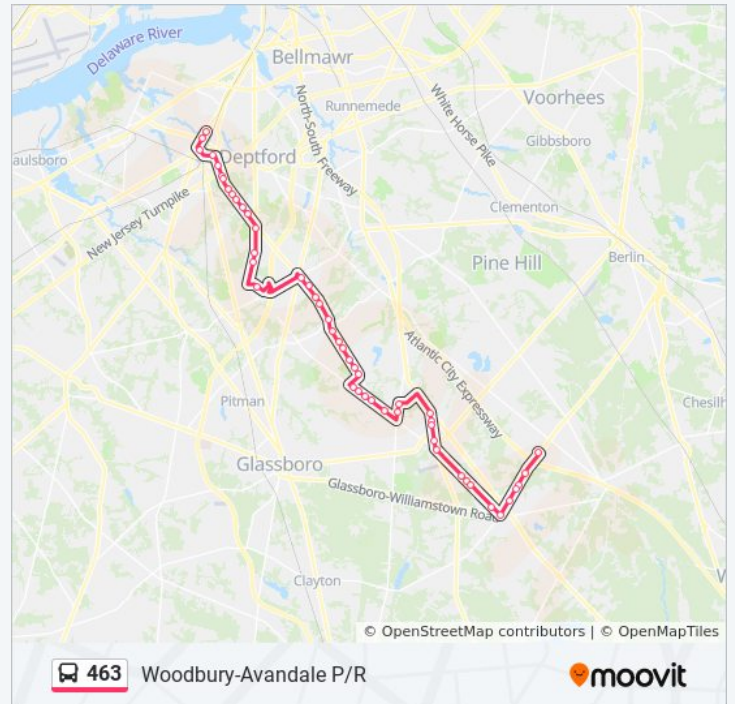 Delaware River
Bellmawr
Runnemede
Voorhees
North-South Freeway
White Horse Pike
Gibbsboro
aulsboro
Deptford
New Jersey Turnpike
Clementon
Berlin
Pine Hill
Atlantic City Expressway
Pitman
Chesilh
Glassboro
Glassboro-Williamstown Road
Clayton
W
© OpenStreetMap contributors | © OpenMapTiles
463 Woodbury-Avandale P/R
moovit